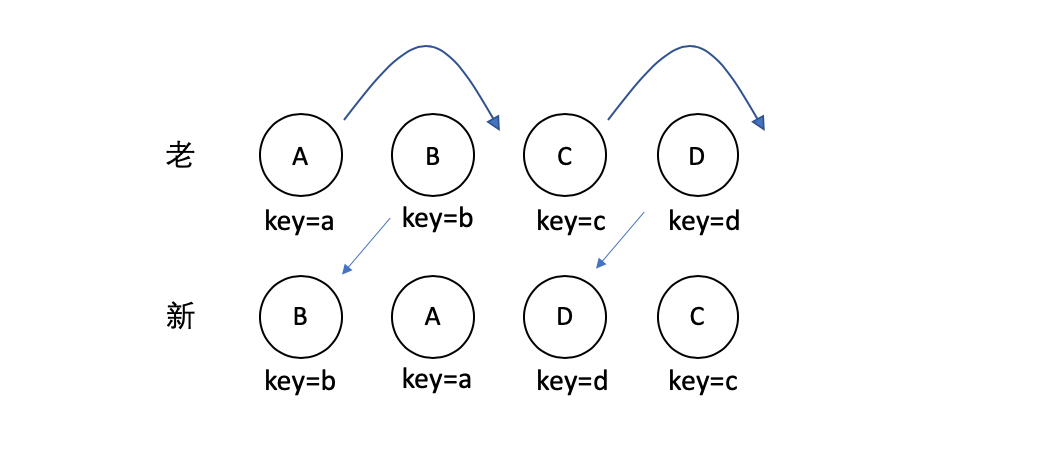 老 A B C D
key=a key=b key=c key=d
新 B A D C
key=b key=a key=d key=c